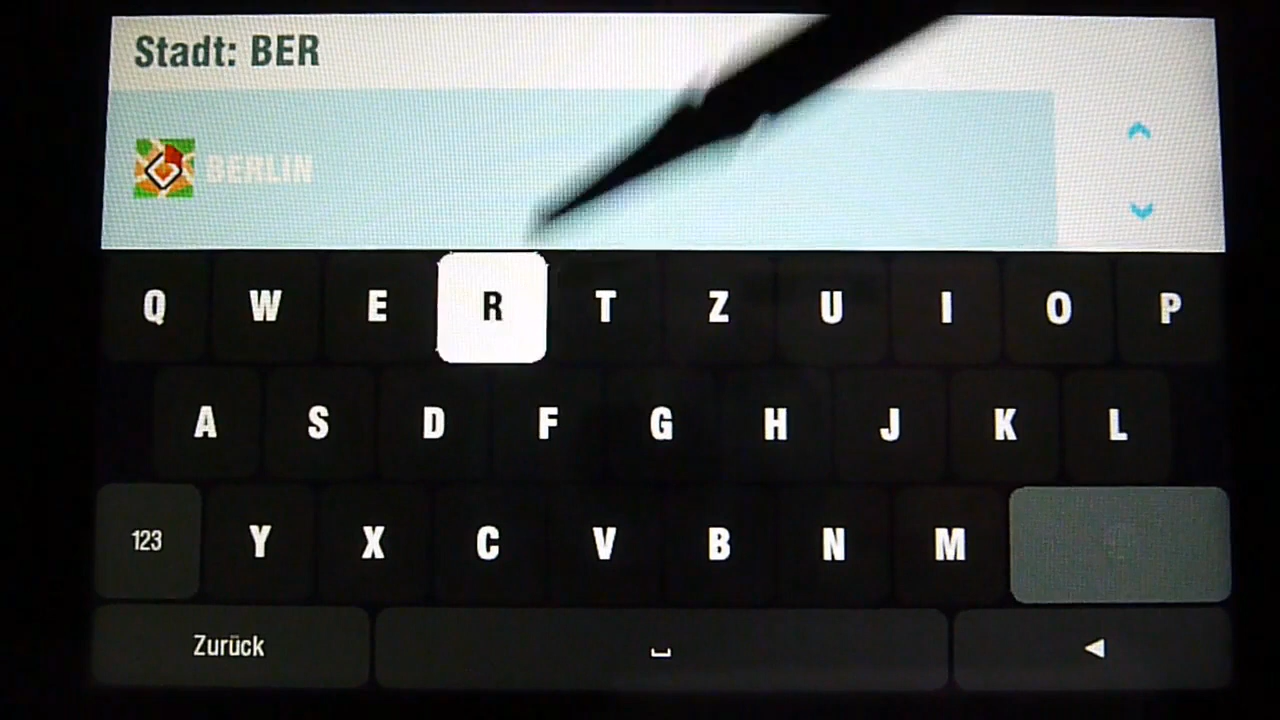 Stadt: BER
BERLIN
Q W E R T Z U I O P
A S D F G H J K L
123 Y X C V B N M
Zurück